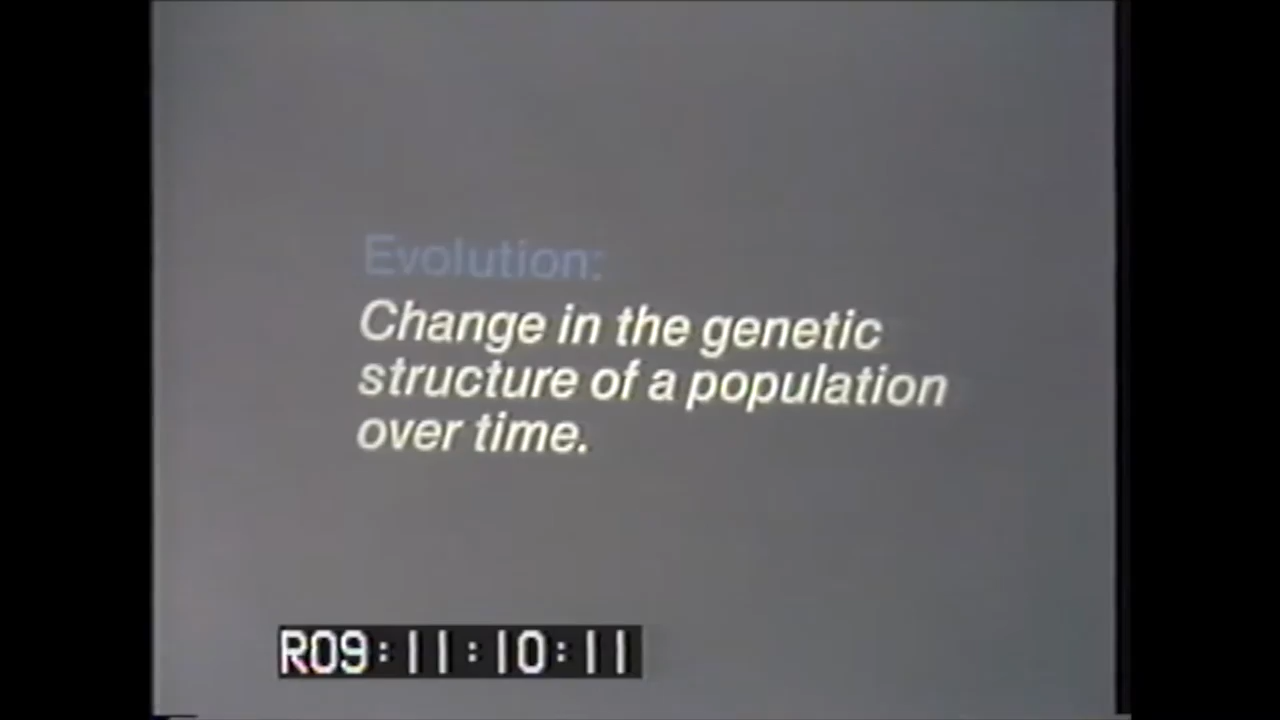 Evolution:
Change in the genetic
structure of a population
over time.
R09:11:10:11